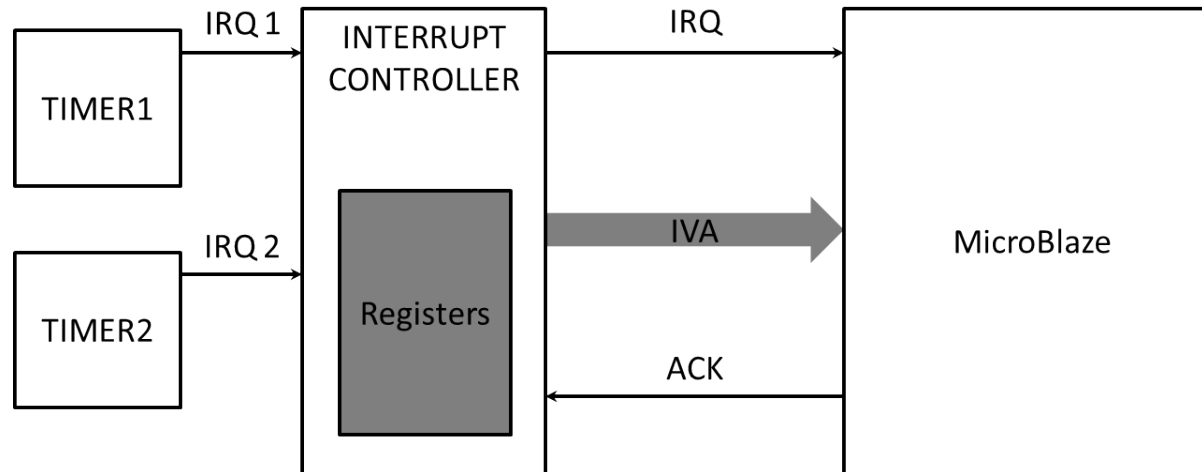 IRQ 1
INTERRUPT
CONTROLLER
IRQ
TIMER1
IRQ 2
IVA
MicroBlaze
TIMER2
Registers
ACK